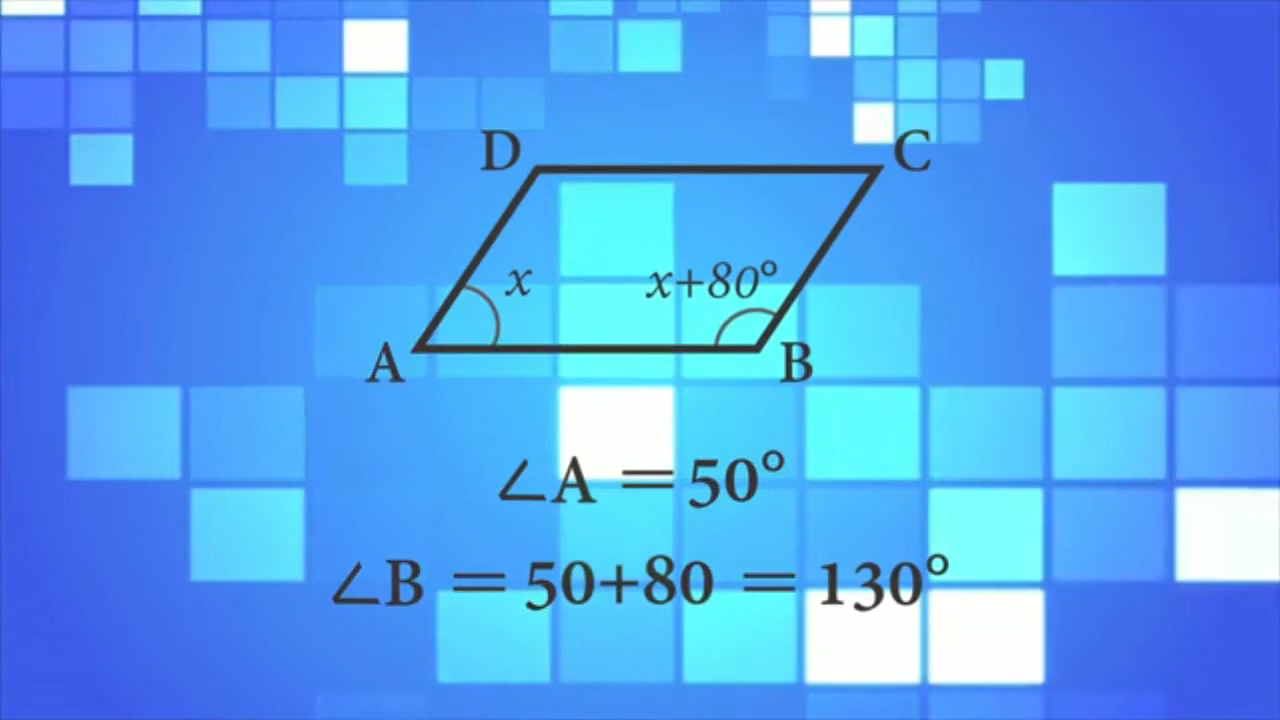 D C
x x+80°
A B
∠A = 50°
∠B = 50+80 = 130°